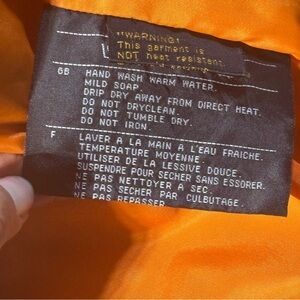 "WARNING!
This garment is
NOT heat resistant.
GB HAND WASH WARM WATER.
MILD SOAP.
DRIP DRY AWAY FROM DIRECT HEAT.
DO NOT DRYCLEAN.
DO NOT TUMBLE DRY.
DO NOT IRON.
F LAVER A LA MAIN A L'EAU FRAICHE.
TEMPERATURE MOYENNE.
UTILISER DE LA LESSIVE DOUCE.
SUSPENDRE POUR SECHER SANS ESSORER.
NE PAS NETTOYER A SEC.
NE PAS SECHER PAR CULBUTAGE.
NE PAS REPASSER